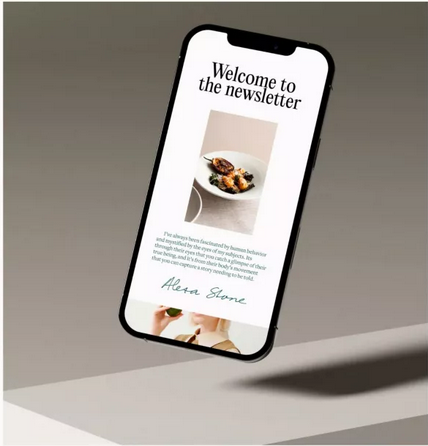 Welcome to
the newsletter
I've always been fascinated by human behavior
and mystified by the eyes of my subjects. Its
through their eyes that you catch a glimpse of their
true being, and it's from their body's movement
that you can capture a story needing to be told.
Alexa Stone